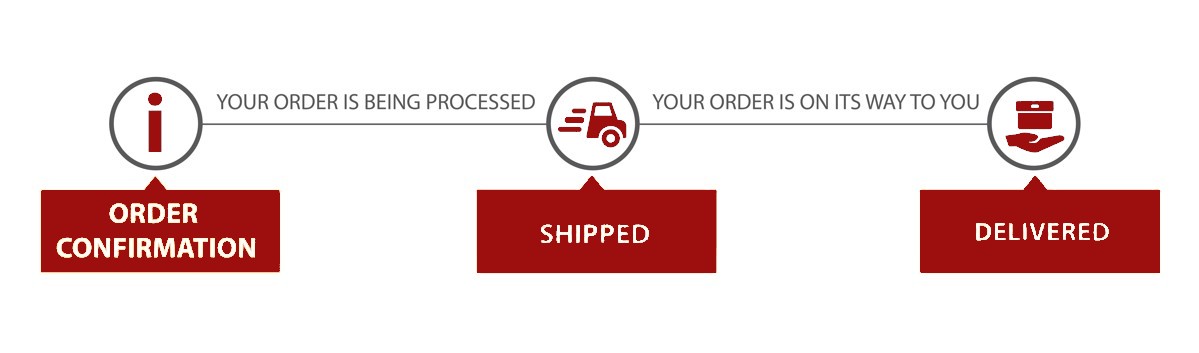 YOUR ORDER IS BEING PROCESSED
YOUR ORDER IS ON ITS WAY TO YOU
ORDER
CONFIRMATION
SHIPPED
DELIVERED